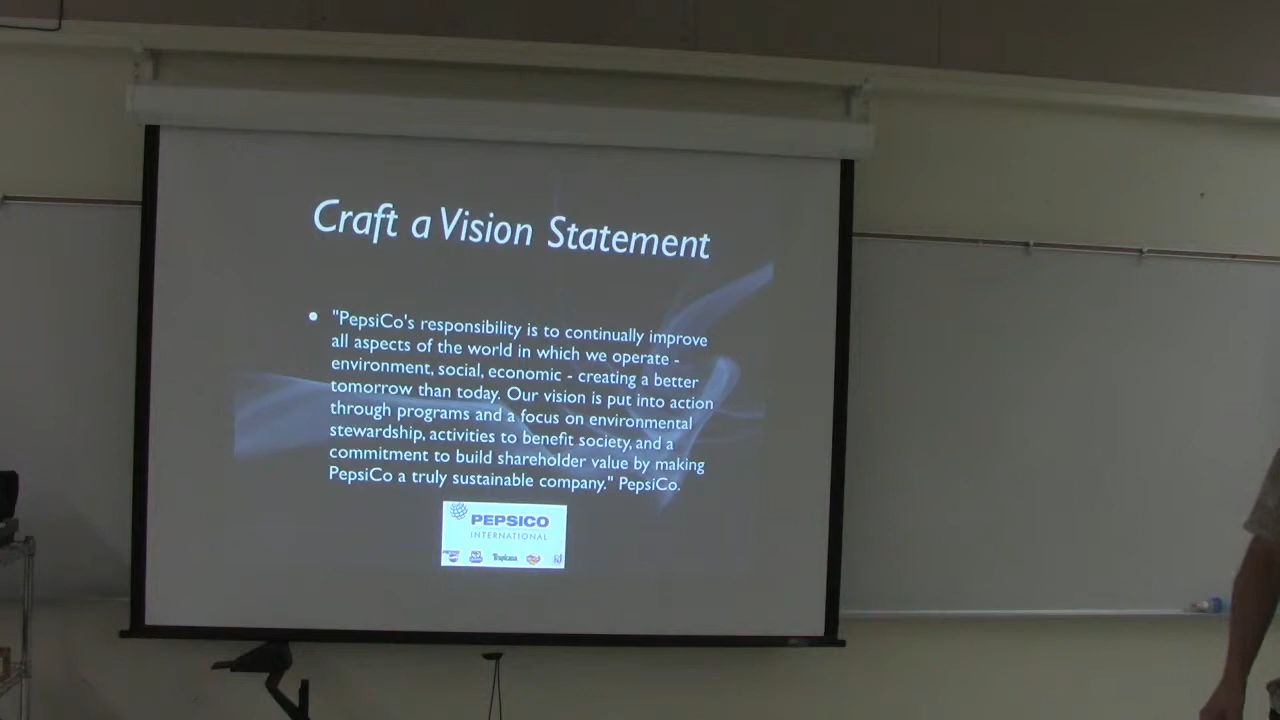 Craft a Vision Statement
• "PepsiCo's responsibility is to continually improve
all aspects of the world in which we operate -
environment, social, economic - creating a better
tomorrow than today. Our vision is put into action
through programs and a focus on environmental
stewardship, activities to benefit society, and a
commitment to build shareholder value by making
PepsiCo a truly sustainable company." PepsiCo.
PEPSICO
INTERNATIONAL
Tropicana